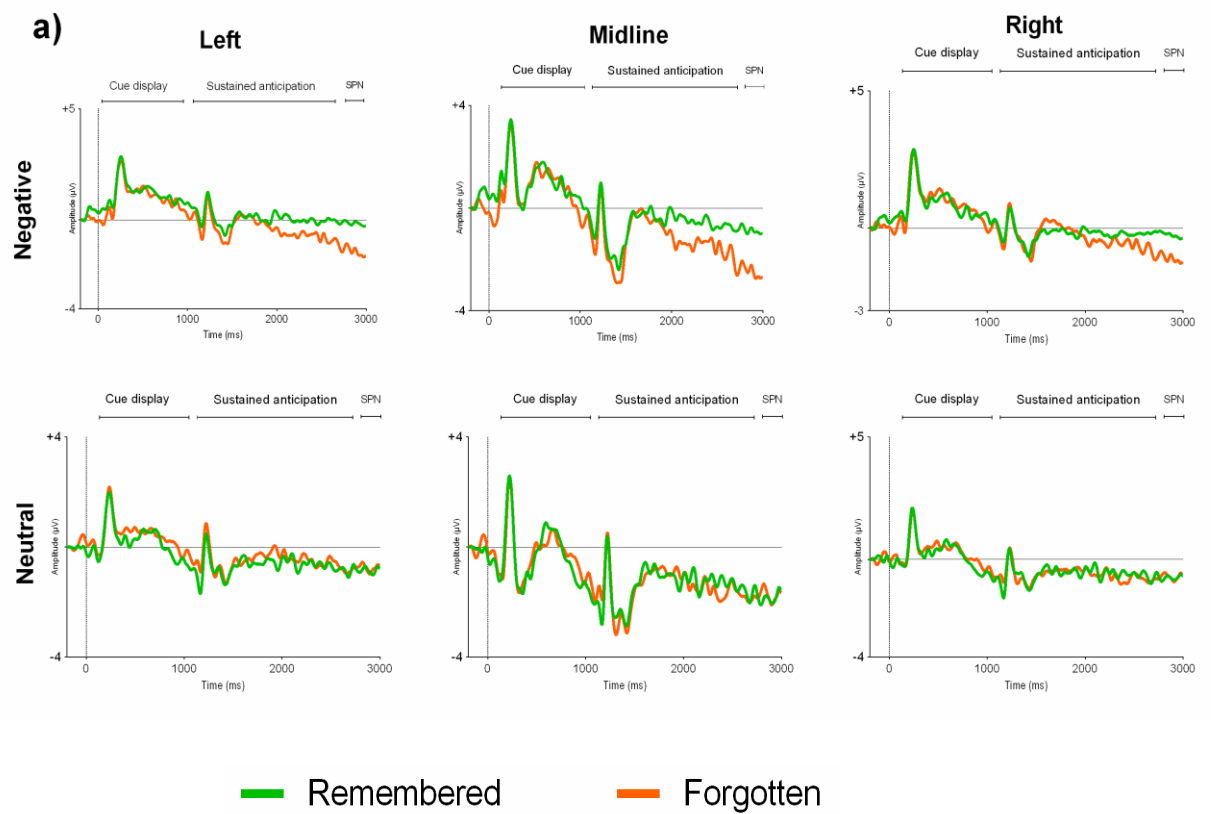 a)
Left
Midline
Right
Cue display
Sustained anticipation
SPN
Cue display
Sustained anticipation
SPN
Cue display
Sustained anticipation
SPN
Negative
+5
Amplitude (µV)
-4
0
1000
2000
3000
Time (ms)
+4
Amplitude (µV)
-4
0
1000
2000
3000
Time (ms)
+5
Amplitude (µV)
-3
0
1000
2000
3000
Time (ms)
Cue display
Sustained anticipation
SPN
Cue display
Sustained anticipation
SPN
Cue display
Sustained anticipation
SPN
Neutral
+4
Amplitude (µV)
-4
0
1000
2000
3000
Time (ms)
+4
Amplitude (µV)
-4
0
1000
2000
3000
Time (ms)
+5
Amplitude (µV)
-4
0
1000
2000
3000
Time (ms)
Remembered
Forgotten